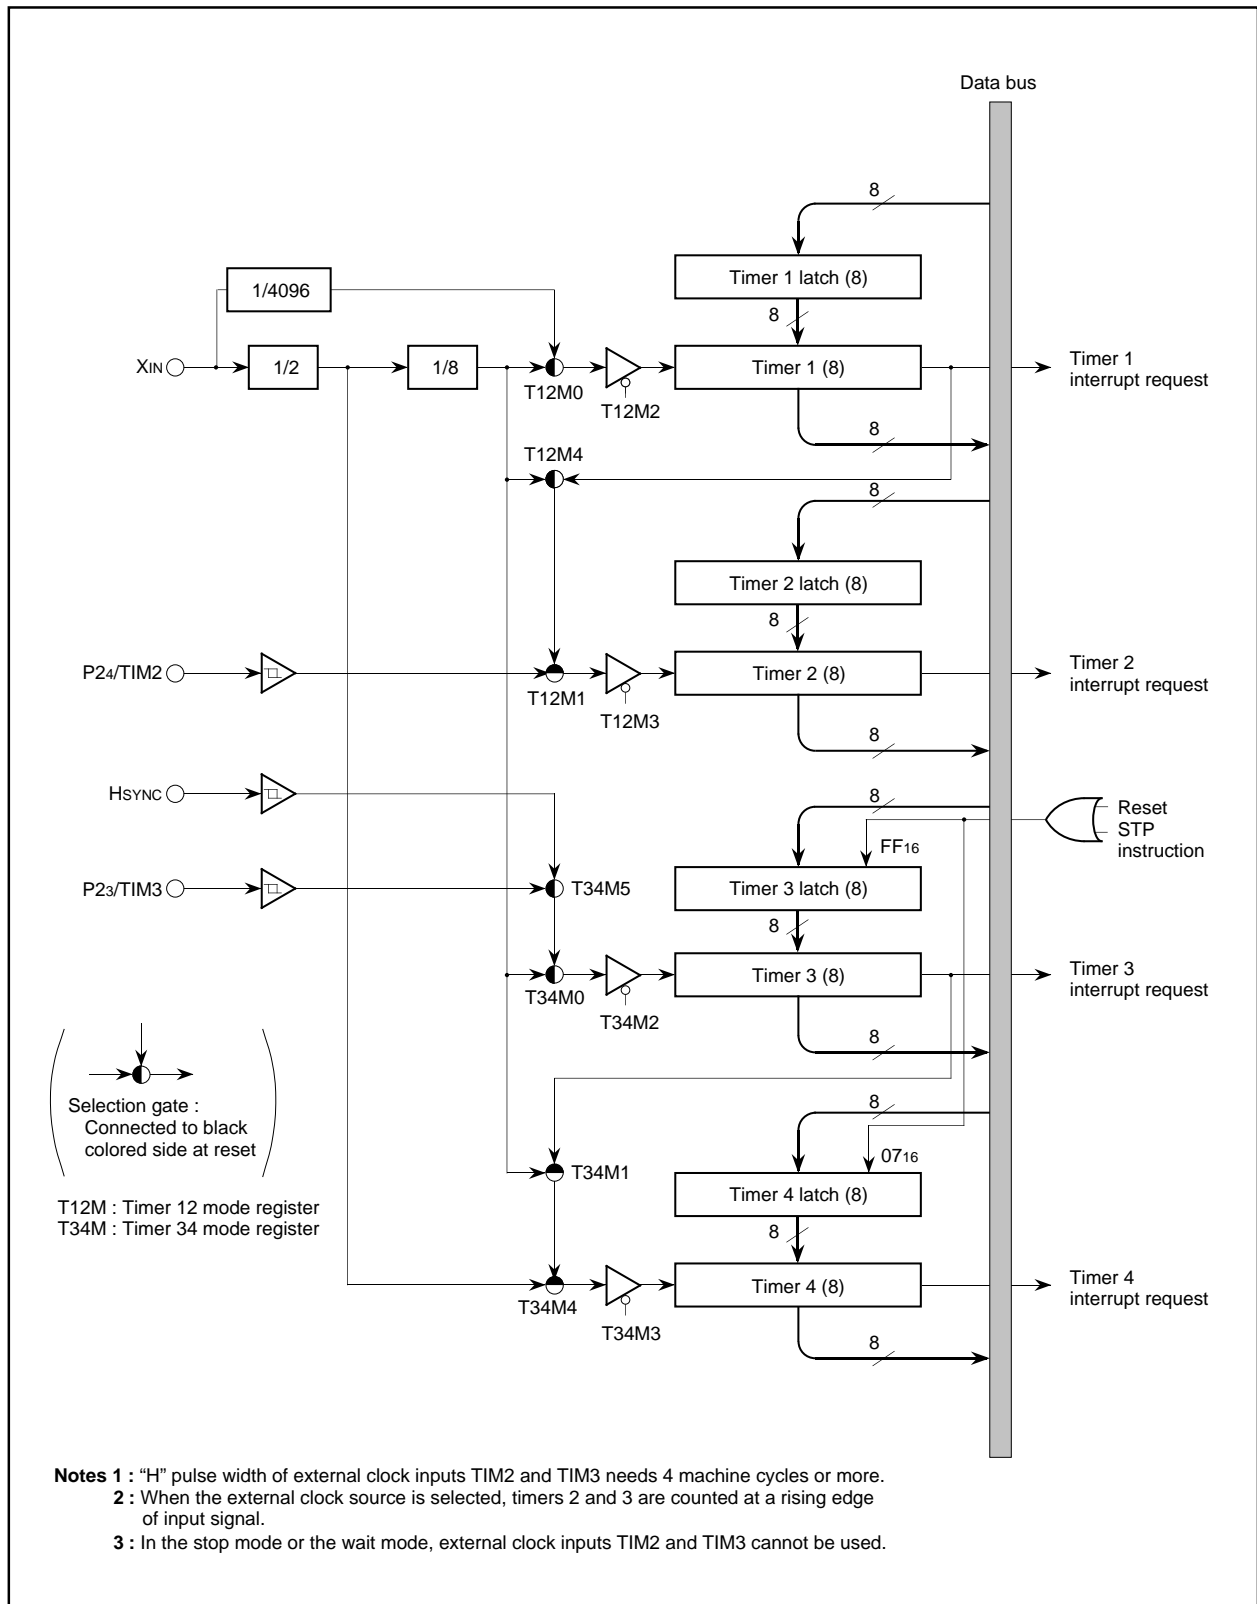 Data bus
8
Timer 1 latch (8)
1/4096
8
XIN
1/2
1/8
T12M0
T12M2
Timer 1 (8)
Timer 1
interrupt request
8
T12M4
8
Timer 2 latch (8)
8
P24/TIM2
T12M1
T12M3
Timer 2 (8)
Timer 2
interrupt request
8
HSYNC
8
Reset
STP
instruction
FF16
P23/TIM3
T34M5
Timer 3 latch (8)
8
T34M0
T34M2
Timer 3 (8)
Timer 3
interrupt request
8
Selection gate :
Connected to black
colored side at reset
8
0716
T34M1
Timer 4 latch (8)
T12M : Timer 12 mode register
T34M : Timer 34 mode register
8
T34M4
T34M3
Timer 4 (8)
Timer 4
interrupt request
8
Notes 1 : “H” pulse width of external clock inputs TIM2 and TIM3 needs 4 machine cycles or more.
2 : When the external clock source is selected, timers 2 and 3 are counted at a rising edge
of input signal.
3 : In the stop mode or the wait mode, external clock inputs TIM2 and TIM3 cannot be used.